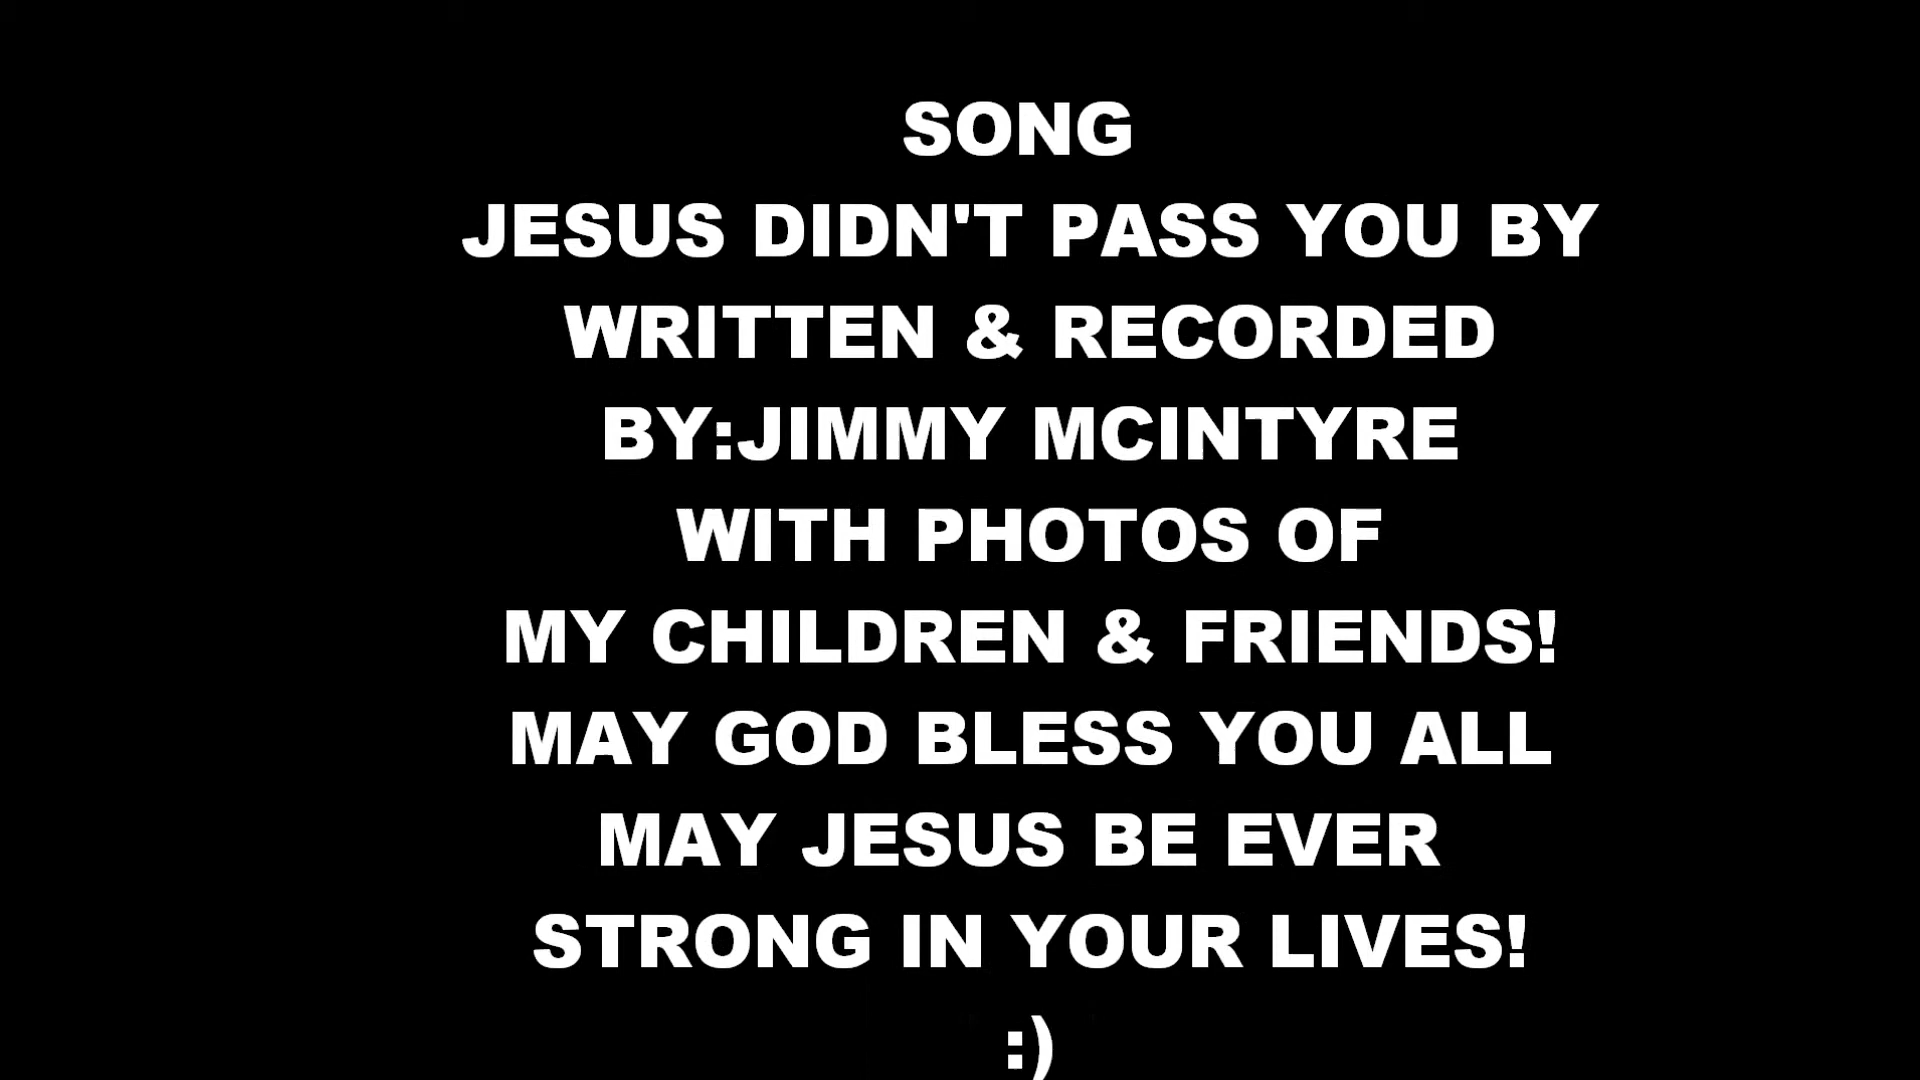 SONG
JESUS DIDN'T PASS YOU BY
WRITTEN & RECORDED
BY:JIMMY MCINTYRE
WITH PHOTOS OF
MY CHILDREN & FRIENDS!
MAY GOD BLESS YOU ALL
MAY JESUS BE EVER
STRONG IN YOUR LIVES!
:)